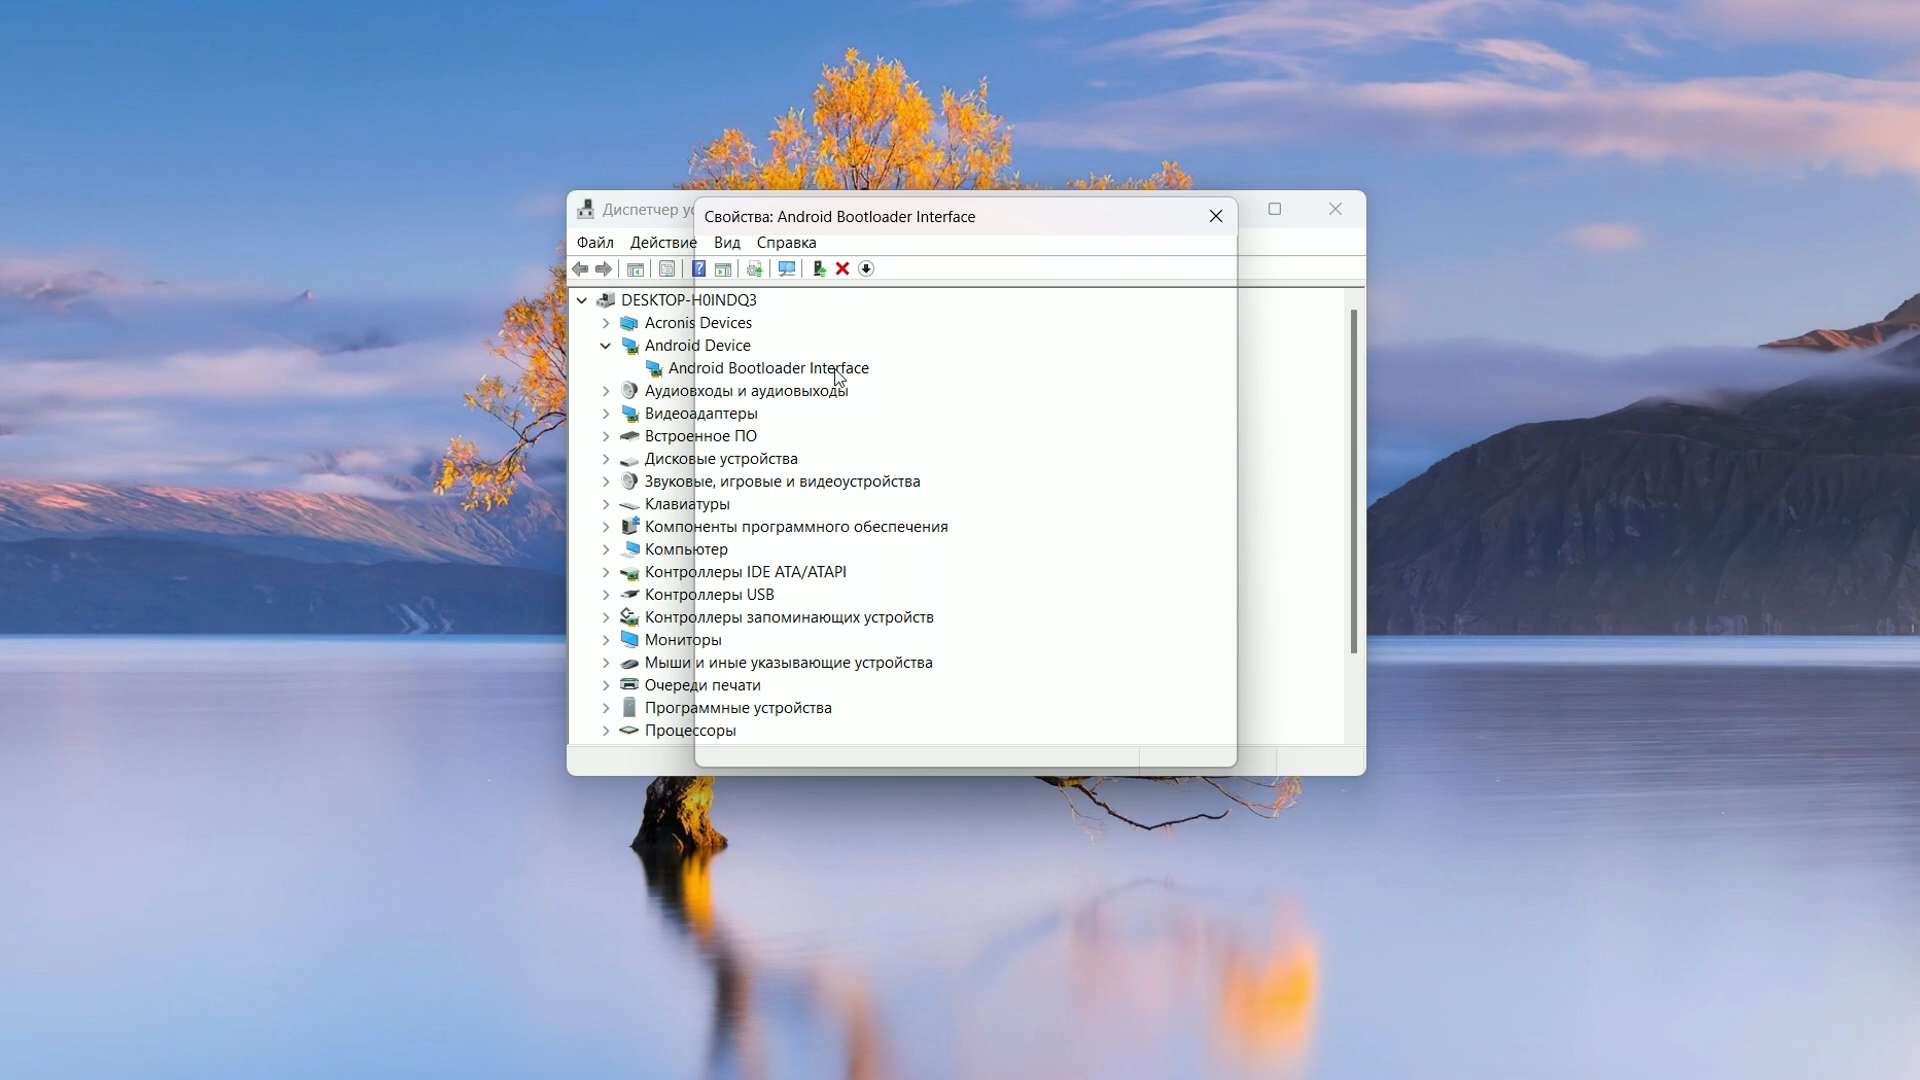 Диспетчер ус
Свойства: Android Bootloader Interface
Файл Действие Вид Справка
DESKTOP-H0INDQ3
Acronis Devices
Android Device
Android Bootloader Interface
Аудиовходы и аудиовыходы
Видеоадаптеры
Встроенное ПО
Дисковые устройства
Звуковые, игровые и видеоустройства
Клавиатуры
Компоненты программного обеспечения
Компьютер
Контроллеры IDE ATA/ATAPI
Контроллеры USB
Контроллеры запоминающих устройств
Мониторы
Мыши и иные указывающие устройства
Очереди печати
Программные устройства
Процессоры